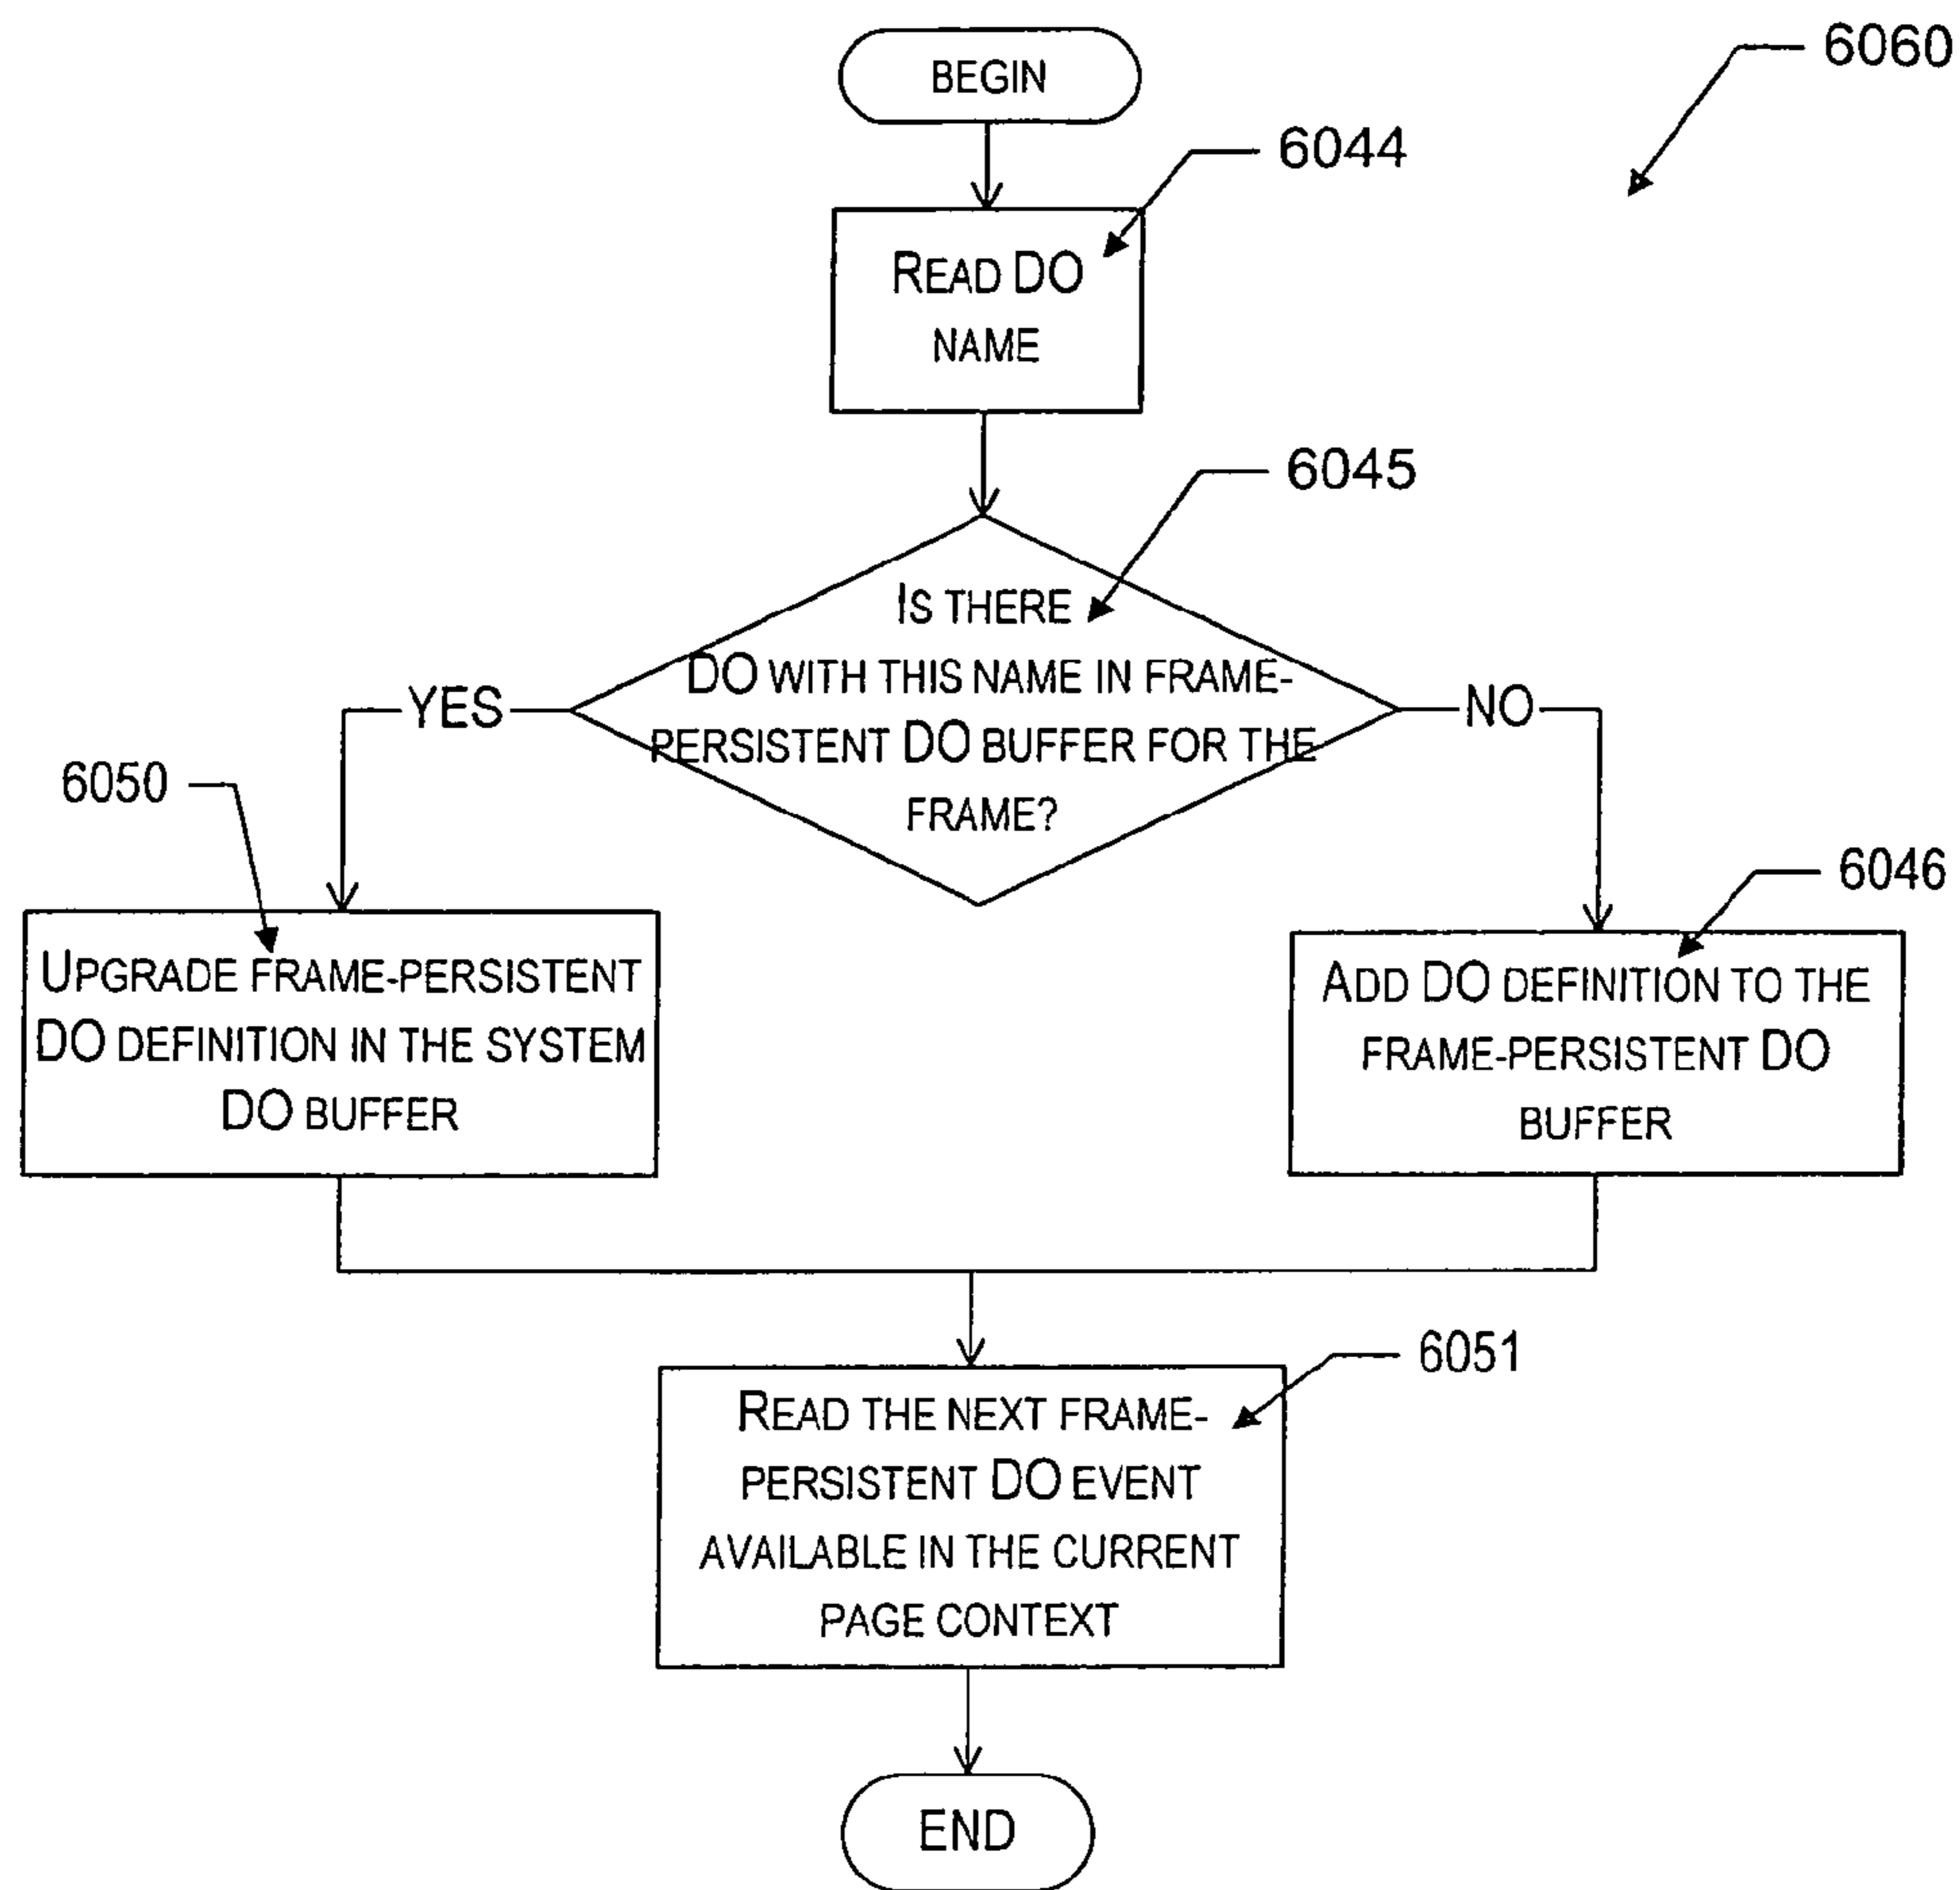 BEGIN
6060
6044
READ DO
NAME
6045
IS THERE
DO WITH THIS NAME IN FRAME-
PERSISTENT DO BUFFER FOR THE
FRAME?
YES
NO
6050
6046
UPGRADE FRAME-PERSISTENT
DO DEFINITION IN THE SYSTEM
DO BUFFER
ADD DO DEFINITION TO THE
FRAME-PERSISTENT DO
BUFFER
6051
READ THE NEXT FRAME-
PERSISTENT DO EVENT
AVAILABLE IN THE CURRENT
PAGE CONTEXT
END